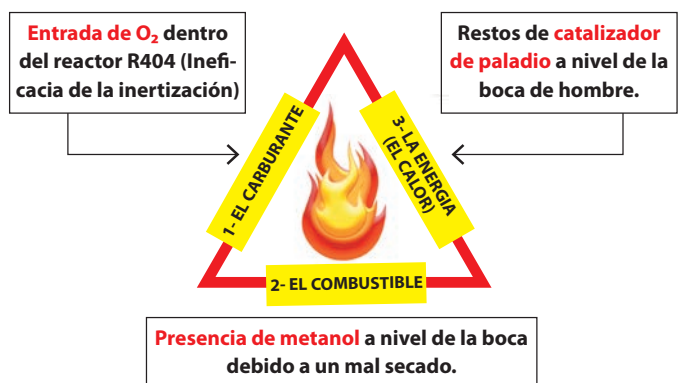 Entrada de O₂ dentro
del reactor R404 (Inefi-
cacia de la inertización)
Restos de catalizador
de paladio a nivel de la
boca de hombre.
1- EL CARBURANTE
3- LA ENERGIA
(EL CALOR)
2- EL COMBUSTIBLE
Presencia de metanol a nivel de la boca
debido a un mal secado.